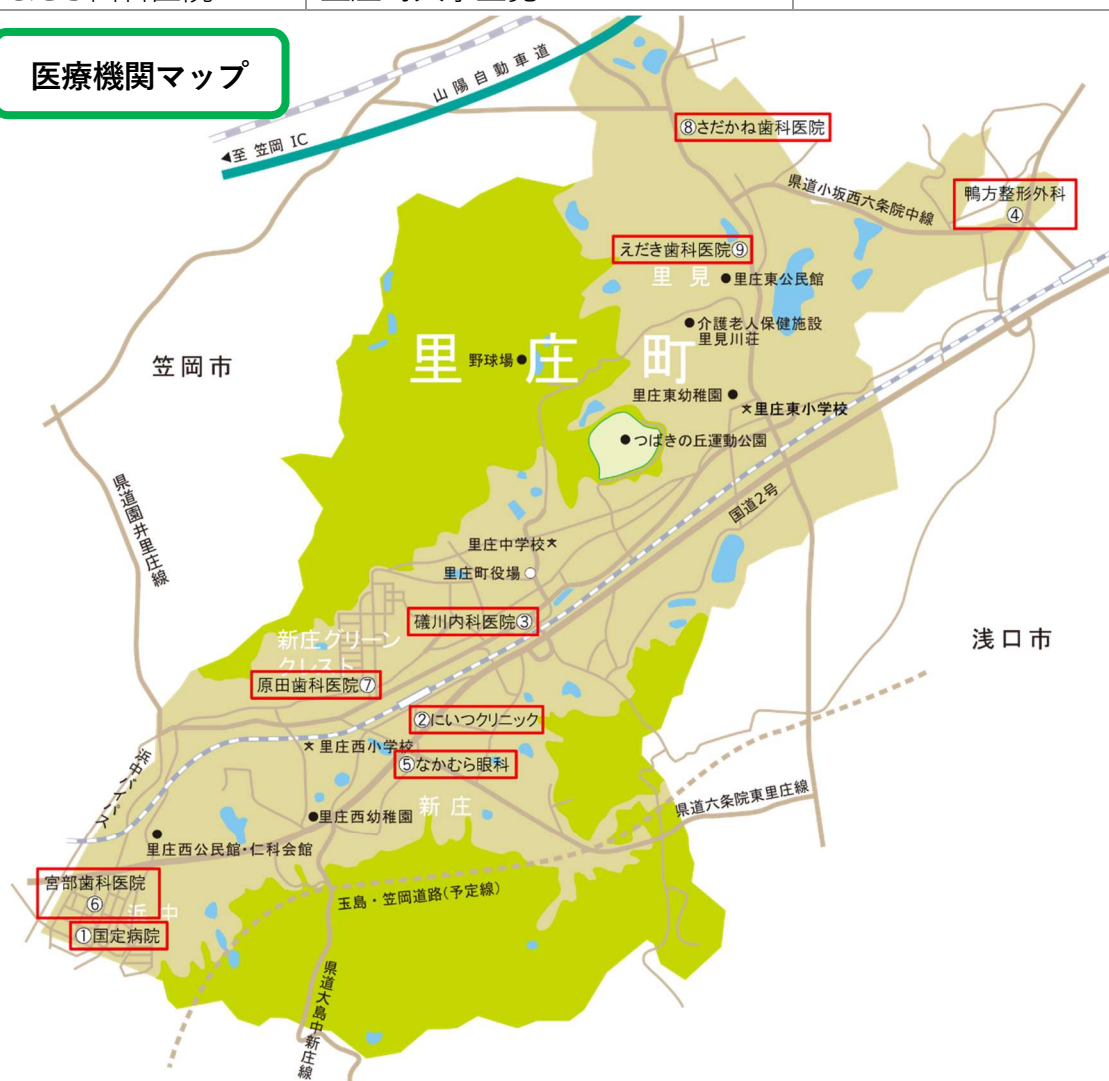 医療機関マップ
山陽自動車道
◀至 笠岡 IC
⑧さだかね歯科医院
県道小坂西六条院中線
鴨方整形外科
④
えだき歯科医院⑨
里見
●里庄東公民館
●介護老人保健施設
里見川荘
笠岡市
里庄町
野球場●
里庄東幼稚園●
★里庄東小学校
●つばきの丘運動公園
県道園井里庄線
国道2号
里庄中学校★
里庄町役場○
礒川内科医院③
新庄グリーン
クレスト
浅口市
原田歯科医院⑦
②にいつクリニック
★里庄西小学校
⑤なかむら眼科
浜中バイパス
新庄
県道六条院東里庄線
●里庄西幼稚園
里庄西公民館・仁科会館
宮部歯科医院
⑥
玉島・笠岡道路(予定線)
浜中
①国定病院
県道大島中新庄線